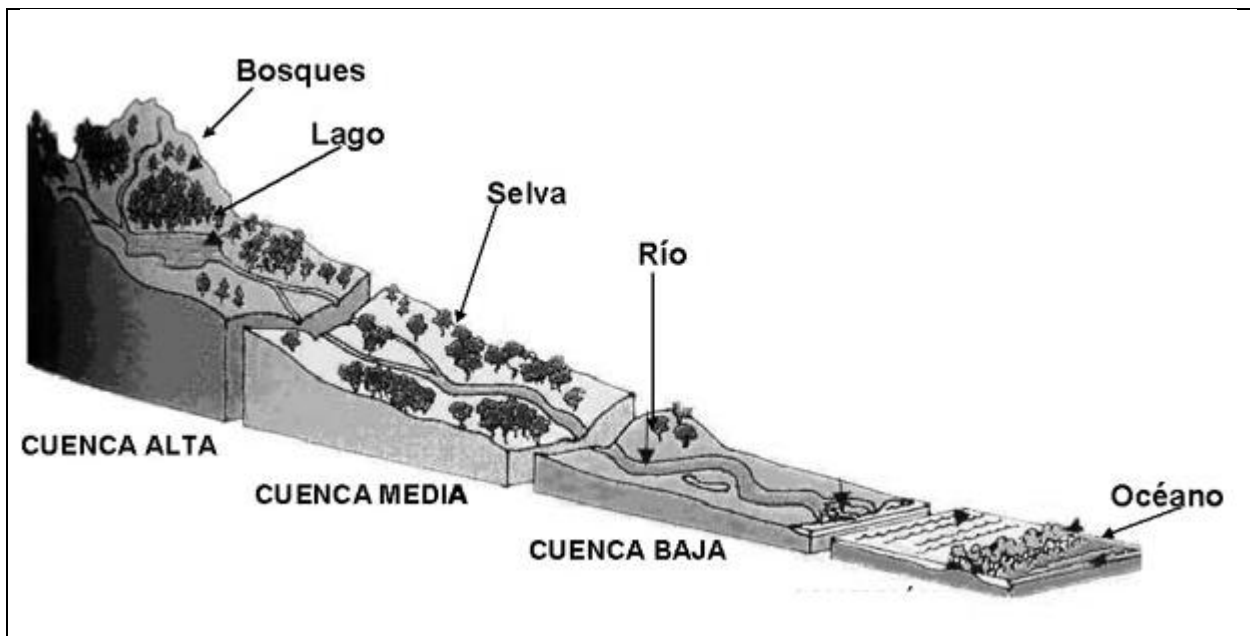 Bosques
Lago
Selva
Río
CUENCA ALTA
CUENCA MEDIA
Océano
CUENCA BAJA